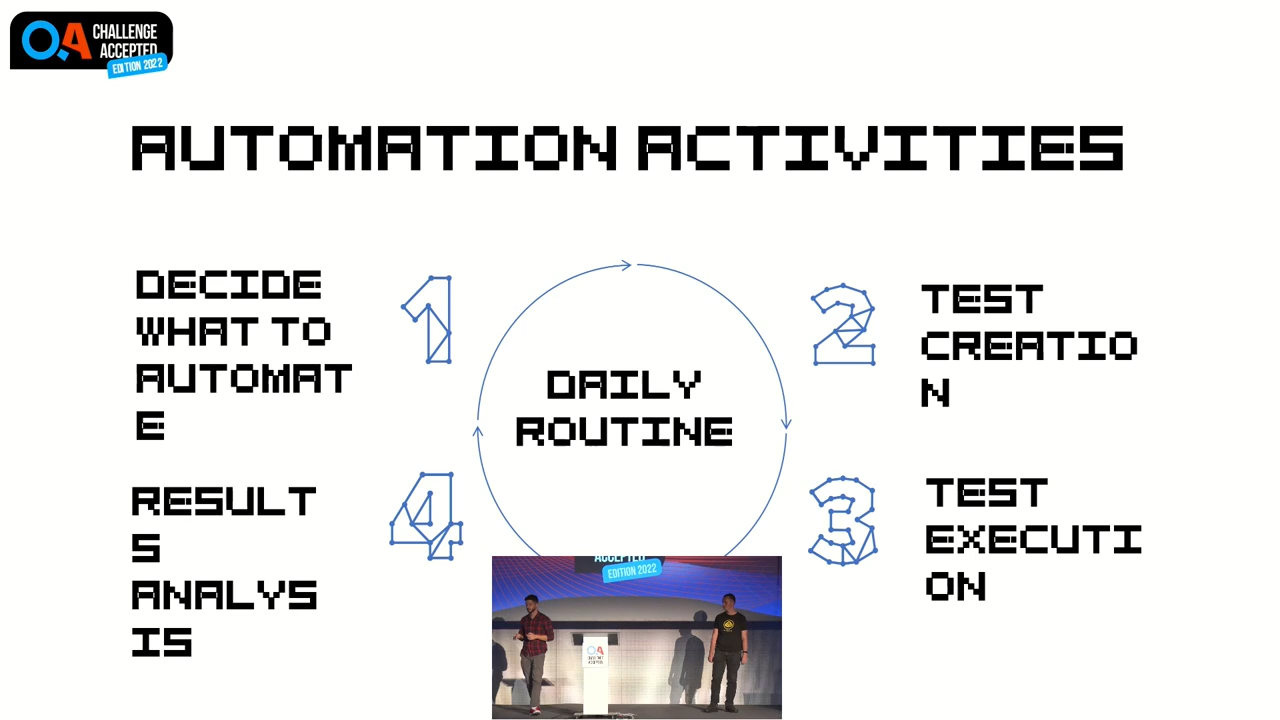 QA CHALLENGE
ACCEPTED
EDITION 2022
AUTOMATION ACTIVITIES
DECIDE
WHAT TO
AUTOMAT
E
1
2
TEST
CREATIO
N
DAILY
ROUTINE
RESULT
S
ANALYS
IS
4
3
TEST
EXECUTI
ON
ACCEPTED
EDITION 2022
QA